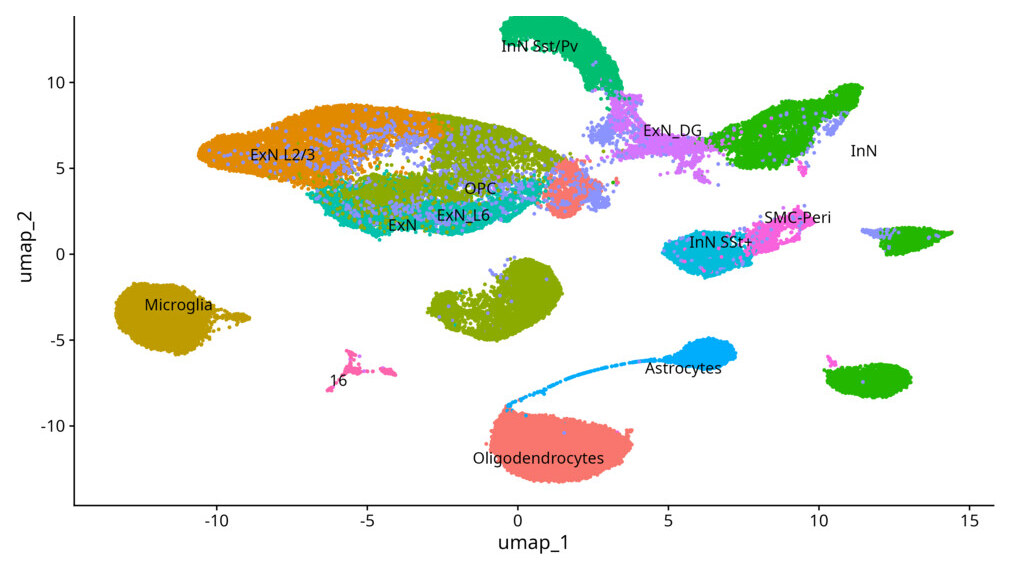 InN Sst/Pv
10
ExN_DG
InN
ExN L2/3
5
OPC
ExN_L6
ExN
SMC-Peri
InN SSt+
0
umap_2
Microglia
-5
Astrocytes
16
-10
Oligodendrocytes
-10
-5
0
5
10
15
umap_1